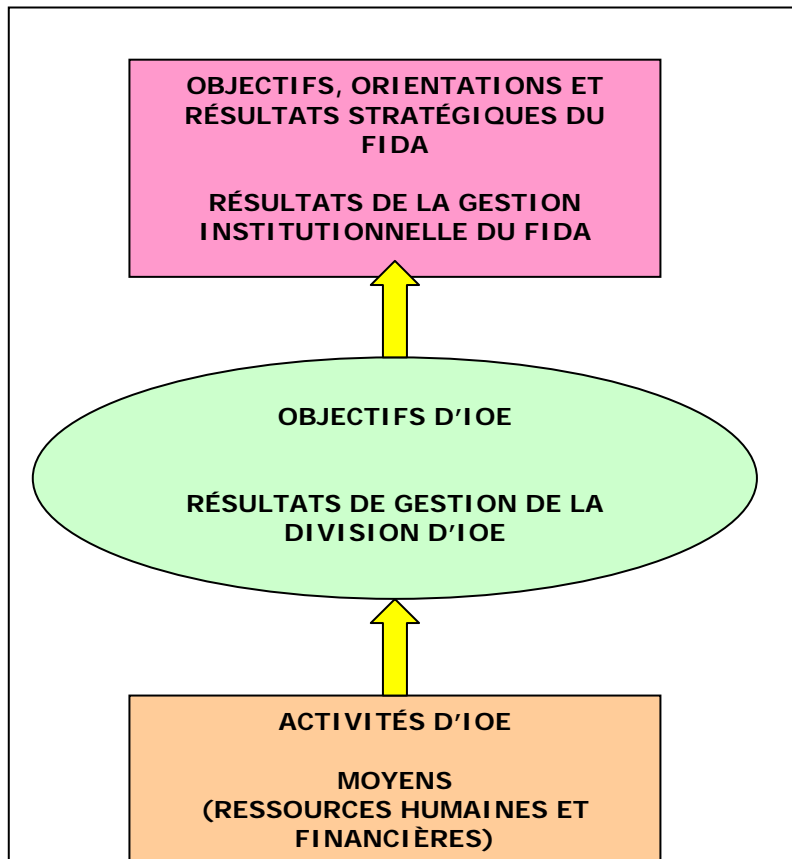 OBJECTIFS, ORIENTATIONS ET
RÉSULTATS STRATÉGIQUES DU
FIDA
RÉSULTATS DE LA GESTION
INSTITUTIONNELLE DU FIDA
OBJECTIFS D'IOE
RÉSULTATS DE GESTION DE LA
DIVISION D'IOE
ACTIVITÉS D'IOE
MOYENS
(RESSOURCES HUMAINES ET
FINANCIÈRES)